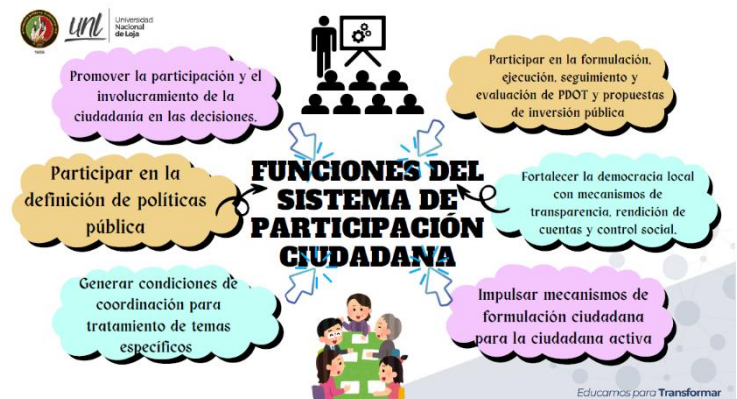 1859
unl
Universidad
Nacional
de Loja
Promover la participación y el
involucramiento de la
ciudadanía en las decisiones.
Participar en la
definición de políticas
pública
Generar condiciones de
coordinación para
tratamiento de temas
específicos
FUNCIONES DEL
SISTEMA DE
PARTICIPACIÓN
CIUDADANA
Participar en la formulación,
ejecución, seguimiento y
evaluación de PDOT y propuestas
de inversión pública
Fortalecer la democracia local
con mecanismos de
transparencia, rendición de
cuentas y control social.
Impulsar mecanismos de
formulación ciudadana
para la ciudadana activa
Educamos para Transformar